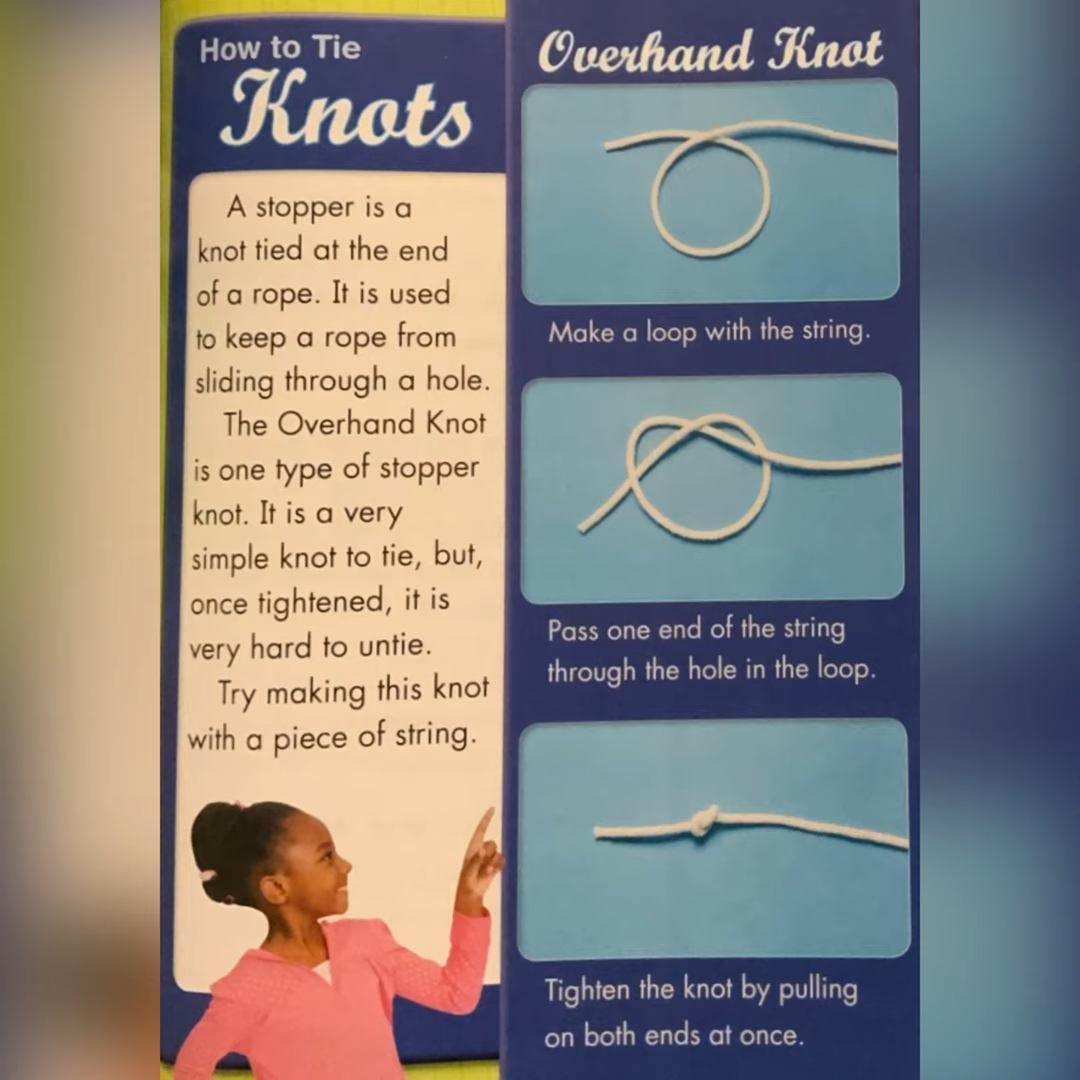 How to Tie
Knots
A stopper is a
knot tied at the end
of a rope. It is used
to keep a rope from
sliding through a hole.
The Overhand Knot
is one type of stopper
knot. It is a very
simple knot to tie, but,
once tightened, it is
very hard to untie.
Try making this knot
with a piece of string.
Overhand Knot
Make a loop with the string.
Pass one end of the string
through the hole in the loop.
Tighten the knot by pulling
on both ends at once.